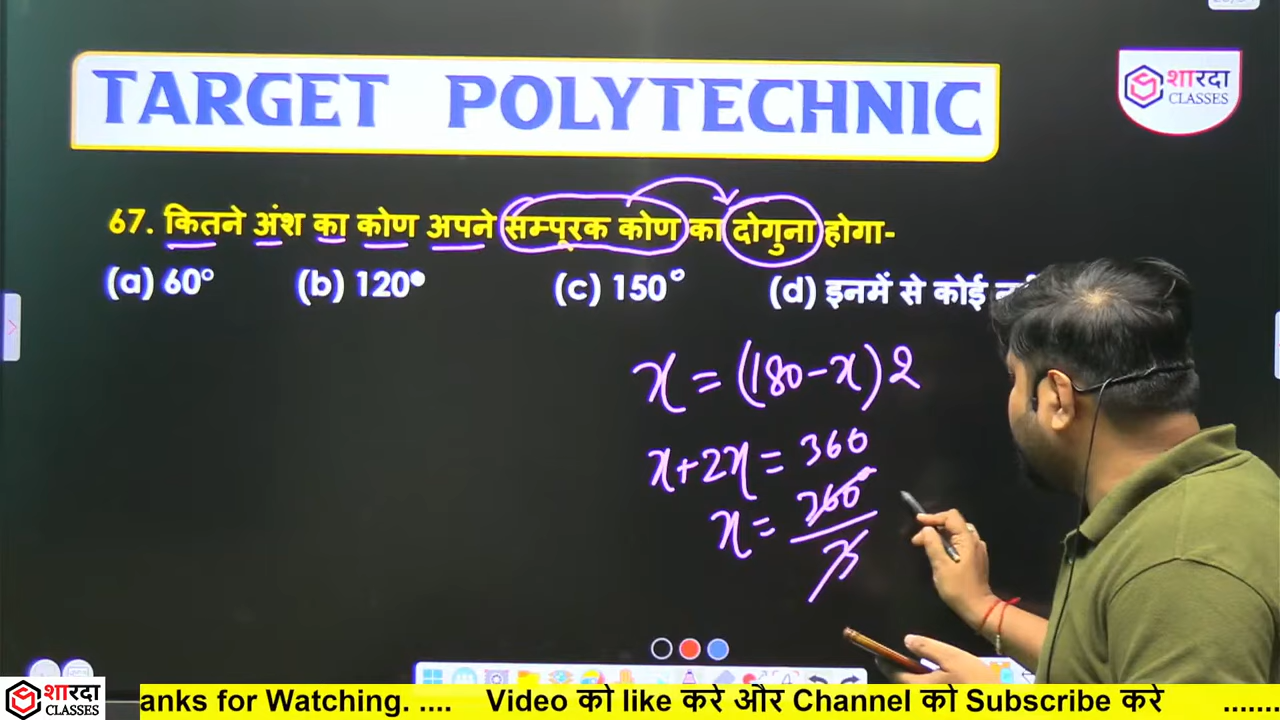 TARGET POLYTECHNIC
शारदा
CLASSES
67. कितने अंश का कोण अपने सम्पूरक कोण का दोगुना होगा-
(a) 60° (b) 120° (c) 150° (d) इनमें से कोई
x = (180-x)2
x+2x = 360
x = 360°/3
शारदा
CLASSES
anks for Watching. .... Video को like करे और Channel को Subscribe करे .......